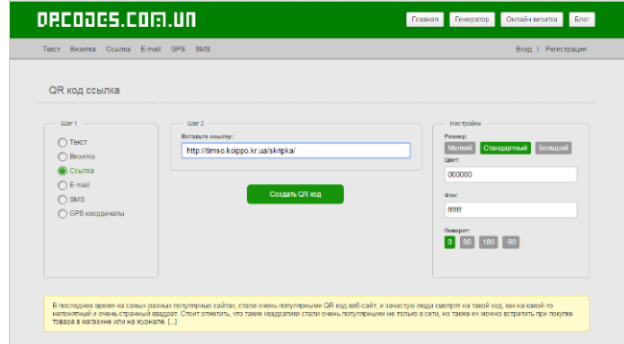 QRCODES.COM.UA
Главная Генератор Онлайн визитка Блог
Текст Визитка Ссылка E-mail GPS SMS Вход | Регистрация
QR код ссылка
Шаг 1 Шаг 2 Настройки
Текст
Визитка
Ссылка
E-mail
SMS
GPS координаты
Вставьте ссылку:
http://timso.koippo.kr.ua/skripka/
Создать QR код
Размер:
Мелкий Стандартный Большой
Цвет:
000000
Фон:
ffffff
Поворот:
0 90 180 -90
В последнее время на самых разных популярных сайтах, стали очень популярными QR код веб-сайт, и зачастую люди смотрят на такой код, как на какой-то
непонятный и очень странный квадрат. Стоит отметить, что такие квадратики стали очень популярными не только в сети, но также их можно встретить при покупке
товара в магазине или на журнале. [...]